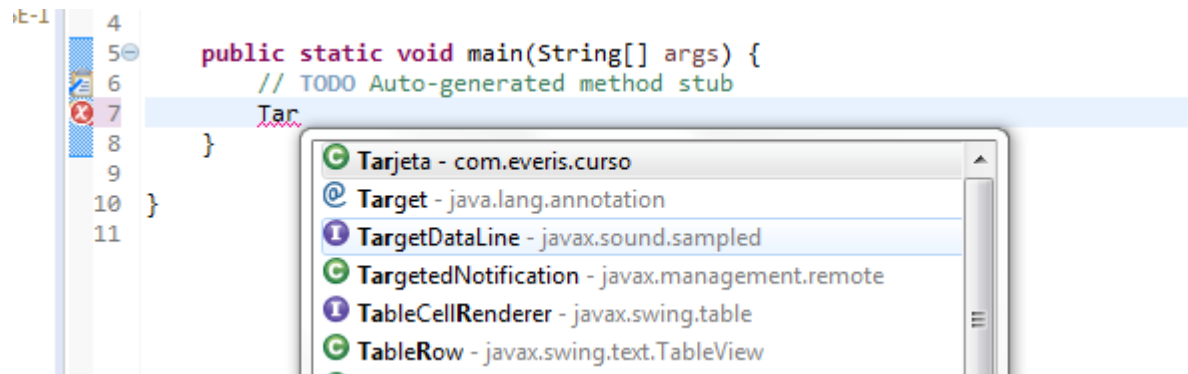 5E-1
4
5 public static void main(String[] args) {
6 // TODO Auto-generated method stub
7 Tar
8 }
9
10 }
11
Tarjeta - com.everis.curso
Target - java.lang.annotation
TargetDataLine - javax.sound.sampled
TargetedNotification - javax.management.remote
TableCellRenderer - javax.swing.table
TableRow - javax.swing.text.TableView